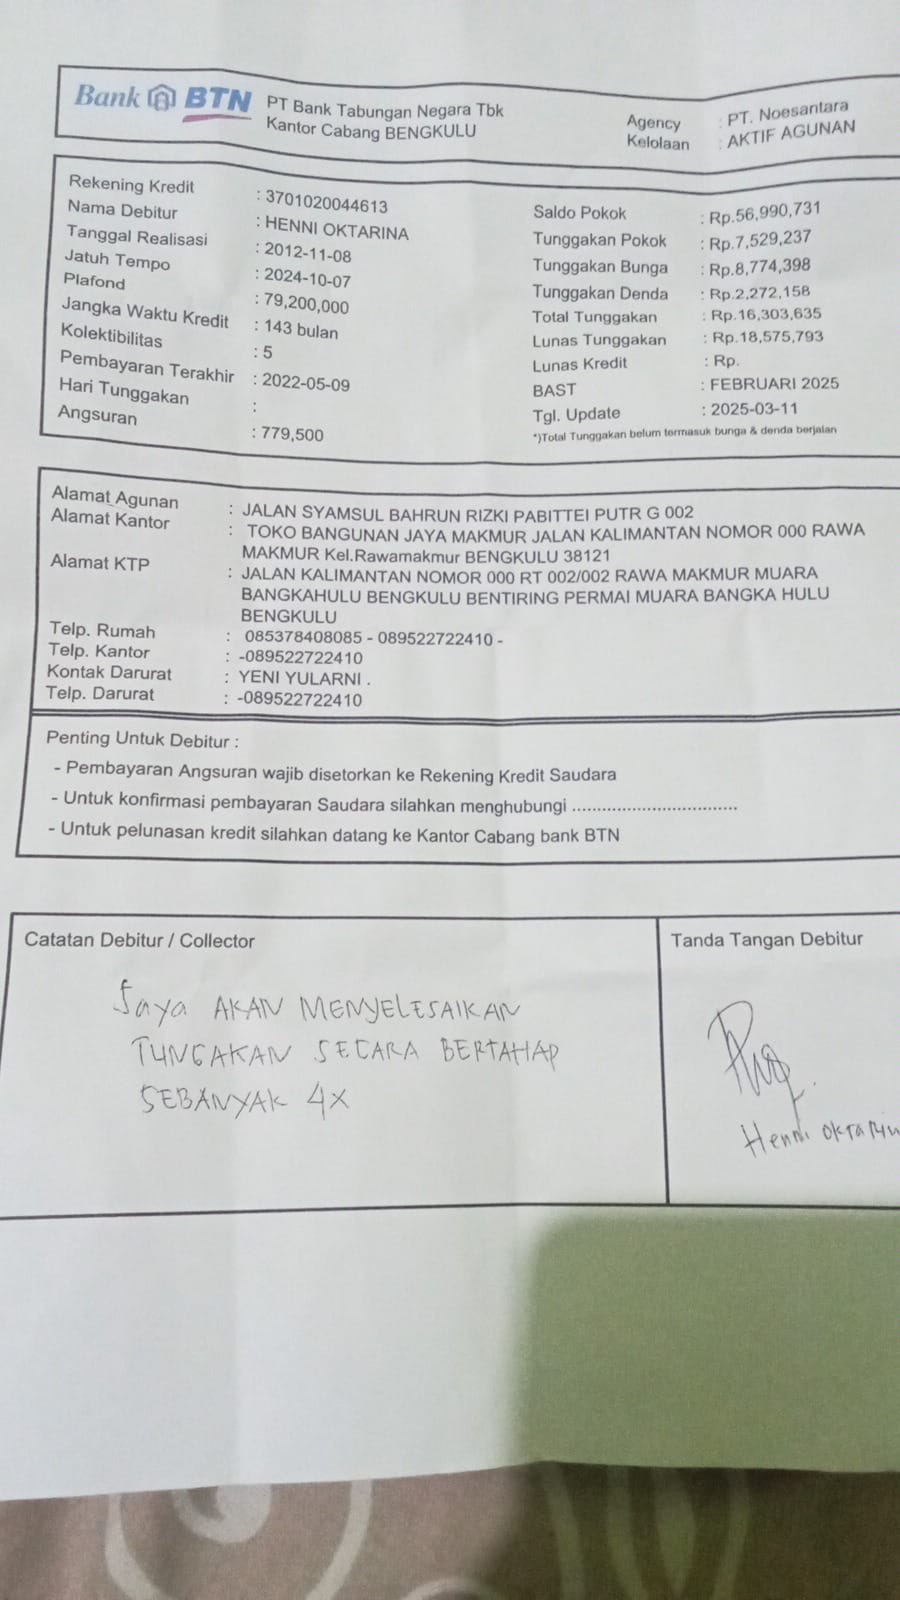 Bank BTN PT Bank Tabungan Negara Tbk
Kantor Cabang BENGKULU
Agency : PT. Noesantara
Kelolaan : AKTIF AGUNAN
Rekening Kredit : 3701020044613
Nama Debitur : HENNI OKTARINA
Tanggal Realisasi : 2012-11-08
Jatuh Tempo : 2024-10-07
Plafond : 79,200,000
Jangka Waktu Kredit : 143 bulan
Kolektibilitas : 5
Pembayaran Terakhir : 2022-05-09
Hari Tunggakan :
Angsuran : 779,500
Saldo Pokok : Rp.56,990,731
Tunggakan Pokok : Rp.7,529,237
Tunggakan Bunga : Rp.8,774,398
Tunggakan Denda : Rp.2,272,158
Total Tunggakan : Rp.16,303,635
Lunas Tunggakan : Rp.18,575,793
Lunas Kredit : Rp.
BAST : FEBRUARI 2025
Tgl. Update : 2025-03-11
*)Total Tunggakan belum termasuk bunga & denda berjalan
Alamat Agunan : JALAN SYAMSUL BAHRUN RIZKI PABITTEI PUTR G 002
Alamat Kantor : TOKO BANGUNAN JAYA MAKMUR JALAN KALIMANTAN NOMOR 000 RAWA
MAKMUR Kel.Rawamakmur BENGKULU 38121
Alamat KTP : JALAN KALIMANTAN NOMOR 000 RT 002/002 RAWA MAKMUR MUARA
BANGKAHULU BENGKULU BENTIRING PERMAI MUARA BANGKA HULU
BENGKULU
Telp. Rumah : 085378408085 - 089522722410 -
Telp. Kantor : -089522722410
Kontak Darurat : YENI YULARNI .
Telp. Darurat : -089522722410
Penting Untuk Debitur :
- Pembayaran Angsuran wajib disetorkan ke Rekening Kredit Saudara
- Untuk konfirmasi pembayaran Saudara silahkan menghubungi .................................
- Untuk pelunasan kredit silahkan datang ke Kantor Cabang bank BTN
Catatan Debitur / Collector
Saya AKAN MENYELESAIKAN
TUNGAKAN SECARA BERTAHAP
SEBANYAK 4X
Tanda Tangan Debitur
Henni OKTARIN